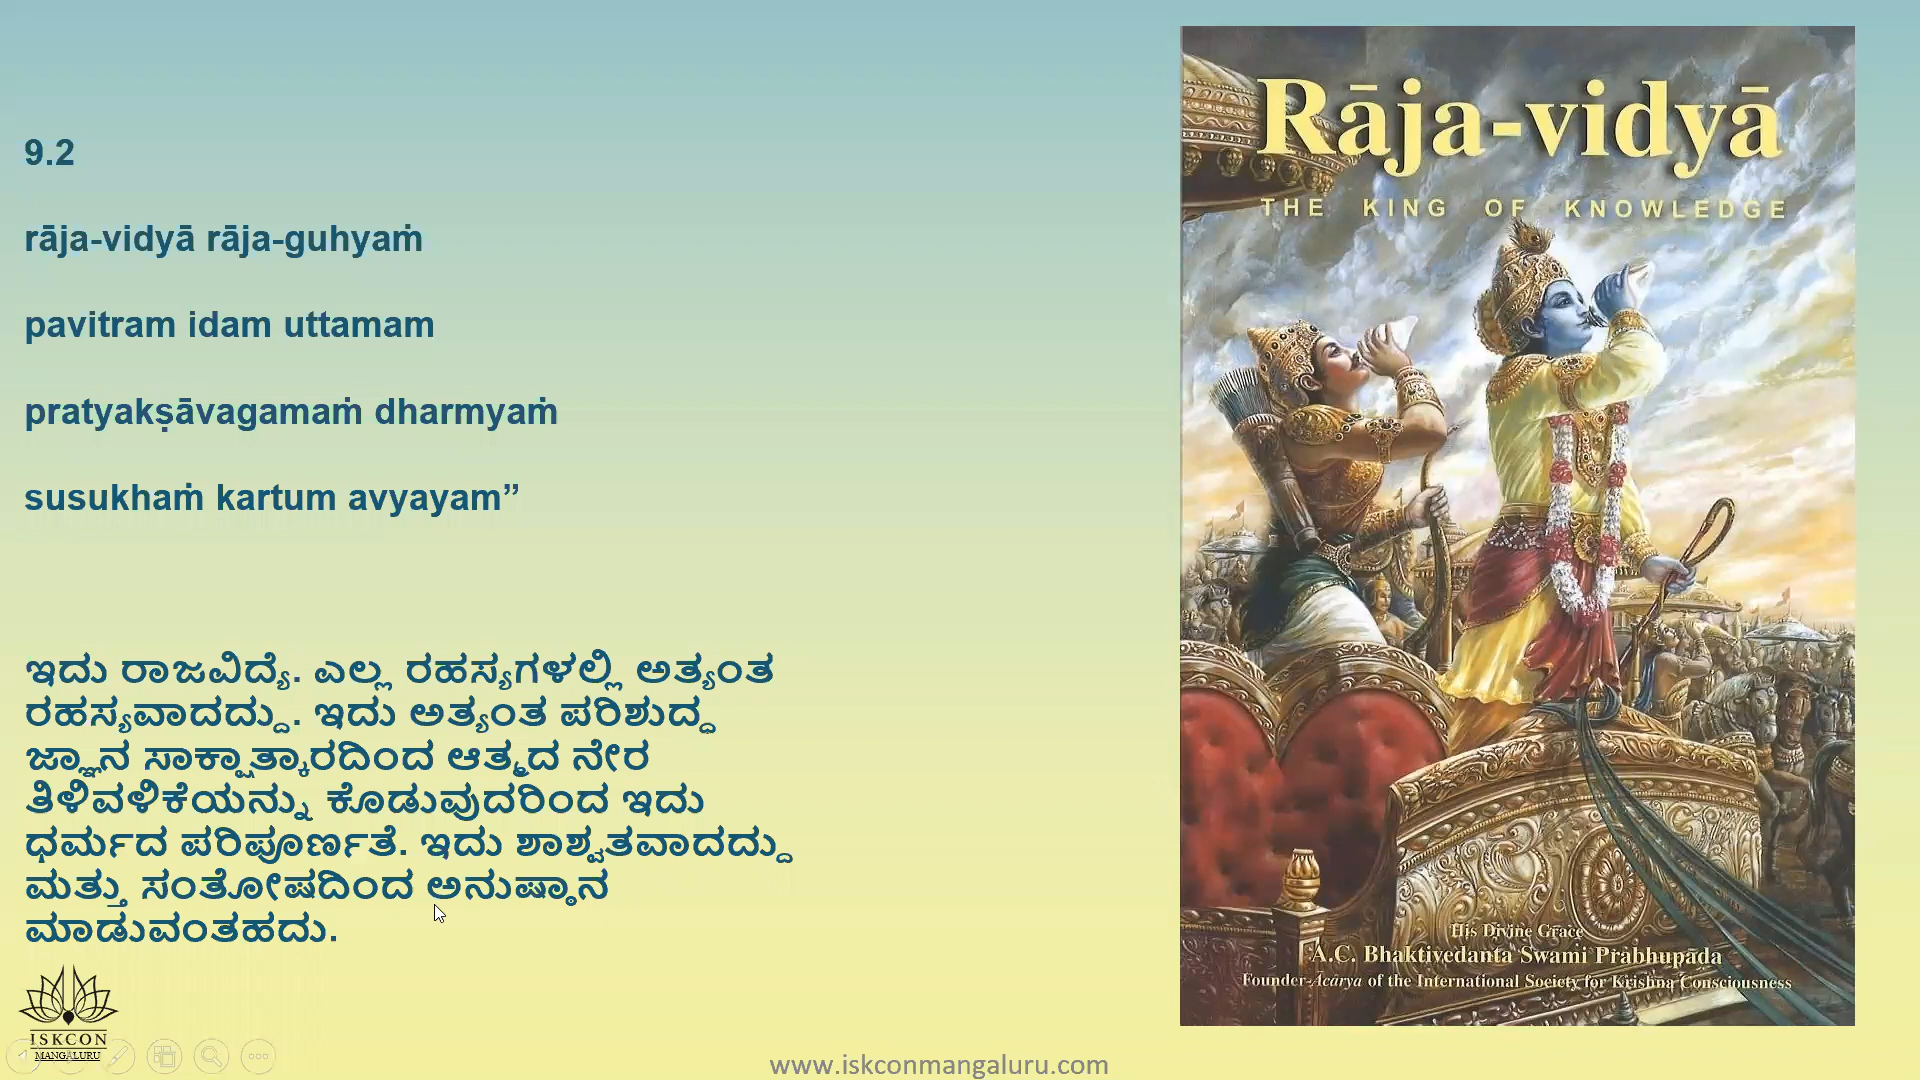 9.2
rāja-vidyā rāja-guhyaṁ
pavitram idam uttamam
pratyakṣāvagamaṁ dharmyaṁ
susukhaṁ kartum avyayam”
ಇದು ರಾಜವಿದ್ಯೆ. ಎಲ್ಲ ರಹಸ್ಯಗಳಲ್ಲಿ ಅತ್ಯಂತ
ರಹಸ್ಯವಾದದ್ದು. ಇದು ಅತ್ಯಂತ ಪರಿಶುದ್ಧ
ಜ್ಞಾನ ಸಾಕ್ಷಾತ್ಕಾರದಿಂದ ಆತ್ಮದ ನೇರ
ತಿಳಿವಳಿಕೆಯನ್ನು ಕೊಡುವುದರಿಂದ ಇದು
ಧರ್ಮದ ಪರಿಪೂರ್ಣತೆ. ಇದು ಶಾಶ್ವತವಾದದ್ದು
ಮತ್ತು ಸಂತೋಷದಿಂದ ಅನುಷ್ಠಾನ
ಮಾಡುವಂತಹದು.
ISKCON
MANGALURU
www.iskconmangaluru.com
Rāja-vidyā
THE KING OF KNOWLEDGE
His Divine Grace
A.C. Bhaktivedanta Swami Prabhupāda
Founder-Ācārya of the International Society for Krishna Consciousness